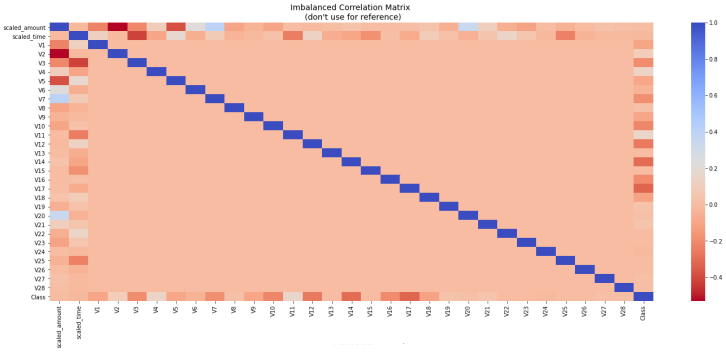 Imbalanced Correlation Matrix
(don't use for reference)
scaled_amount
scaled_time
V1
V2
V3
V4
V5
V6
V7
V8
V9
V10
V11
V12
V13
V14
V15
V16
V17
V18
V19
V20
V21
V22
V23
V24
V25
V26
V27
V28
Class
scaled_amount
scaled_time
V1
V2
V3
V4
V5
V6
V7
V8
V9
V10
V11
V12
V13
V14
V15
V16
V17
V18
V19
V20
V21
V22
V23
V24
V25
V26
V27
V28
Class
1.0
0.8
0.6
0.4
0.2
0.0
−0.2
−0.4